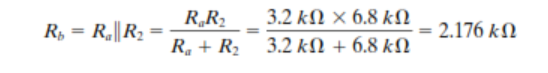 R_b = R_a||R_2 = R_aR_2 / (R_a + R_2) = (3.2 kΩ × 6.8 kΩ) / (3.2 kΩ + 6.8 kΩ) = 2.176 kΩ